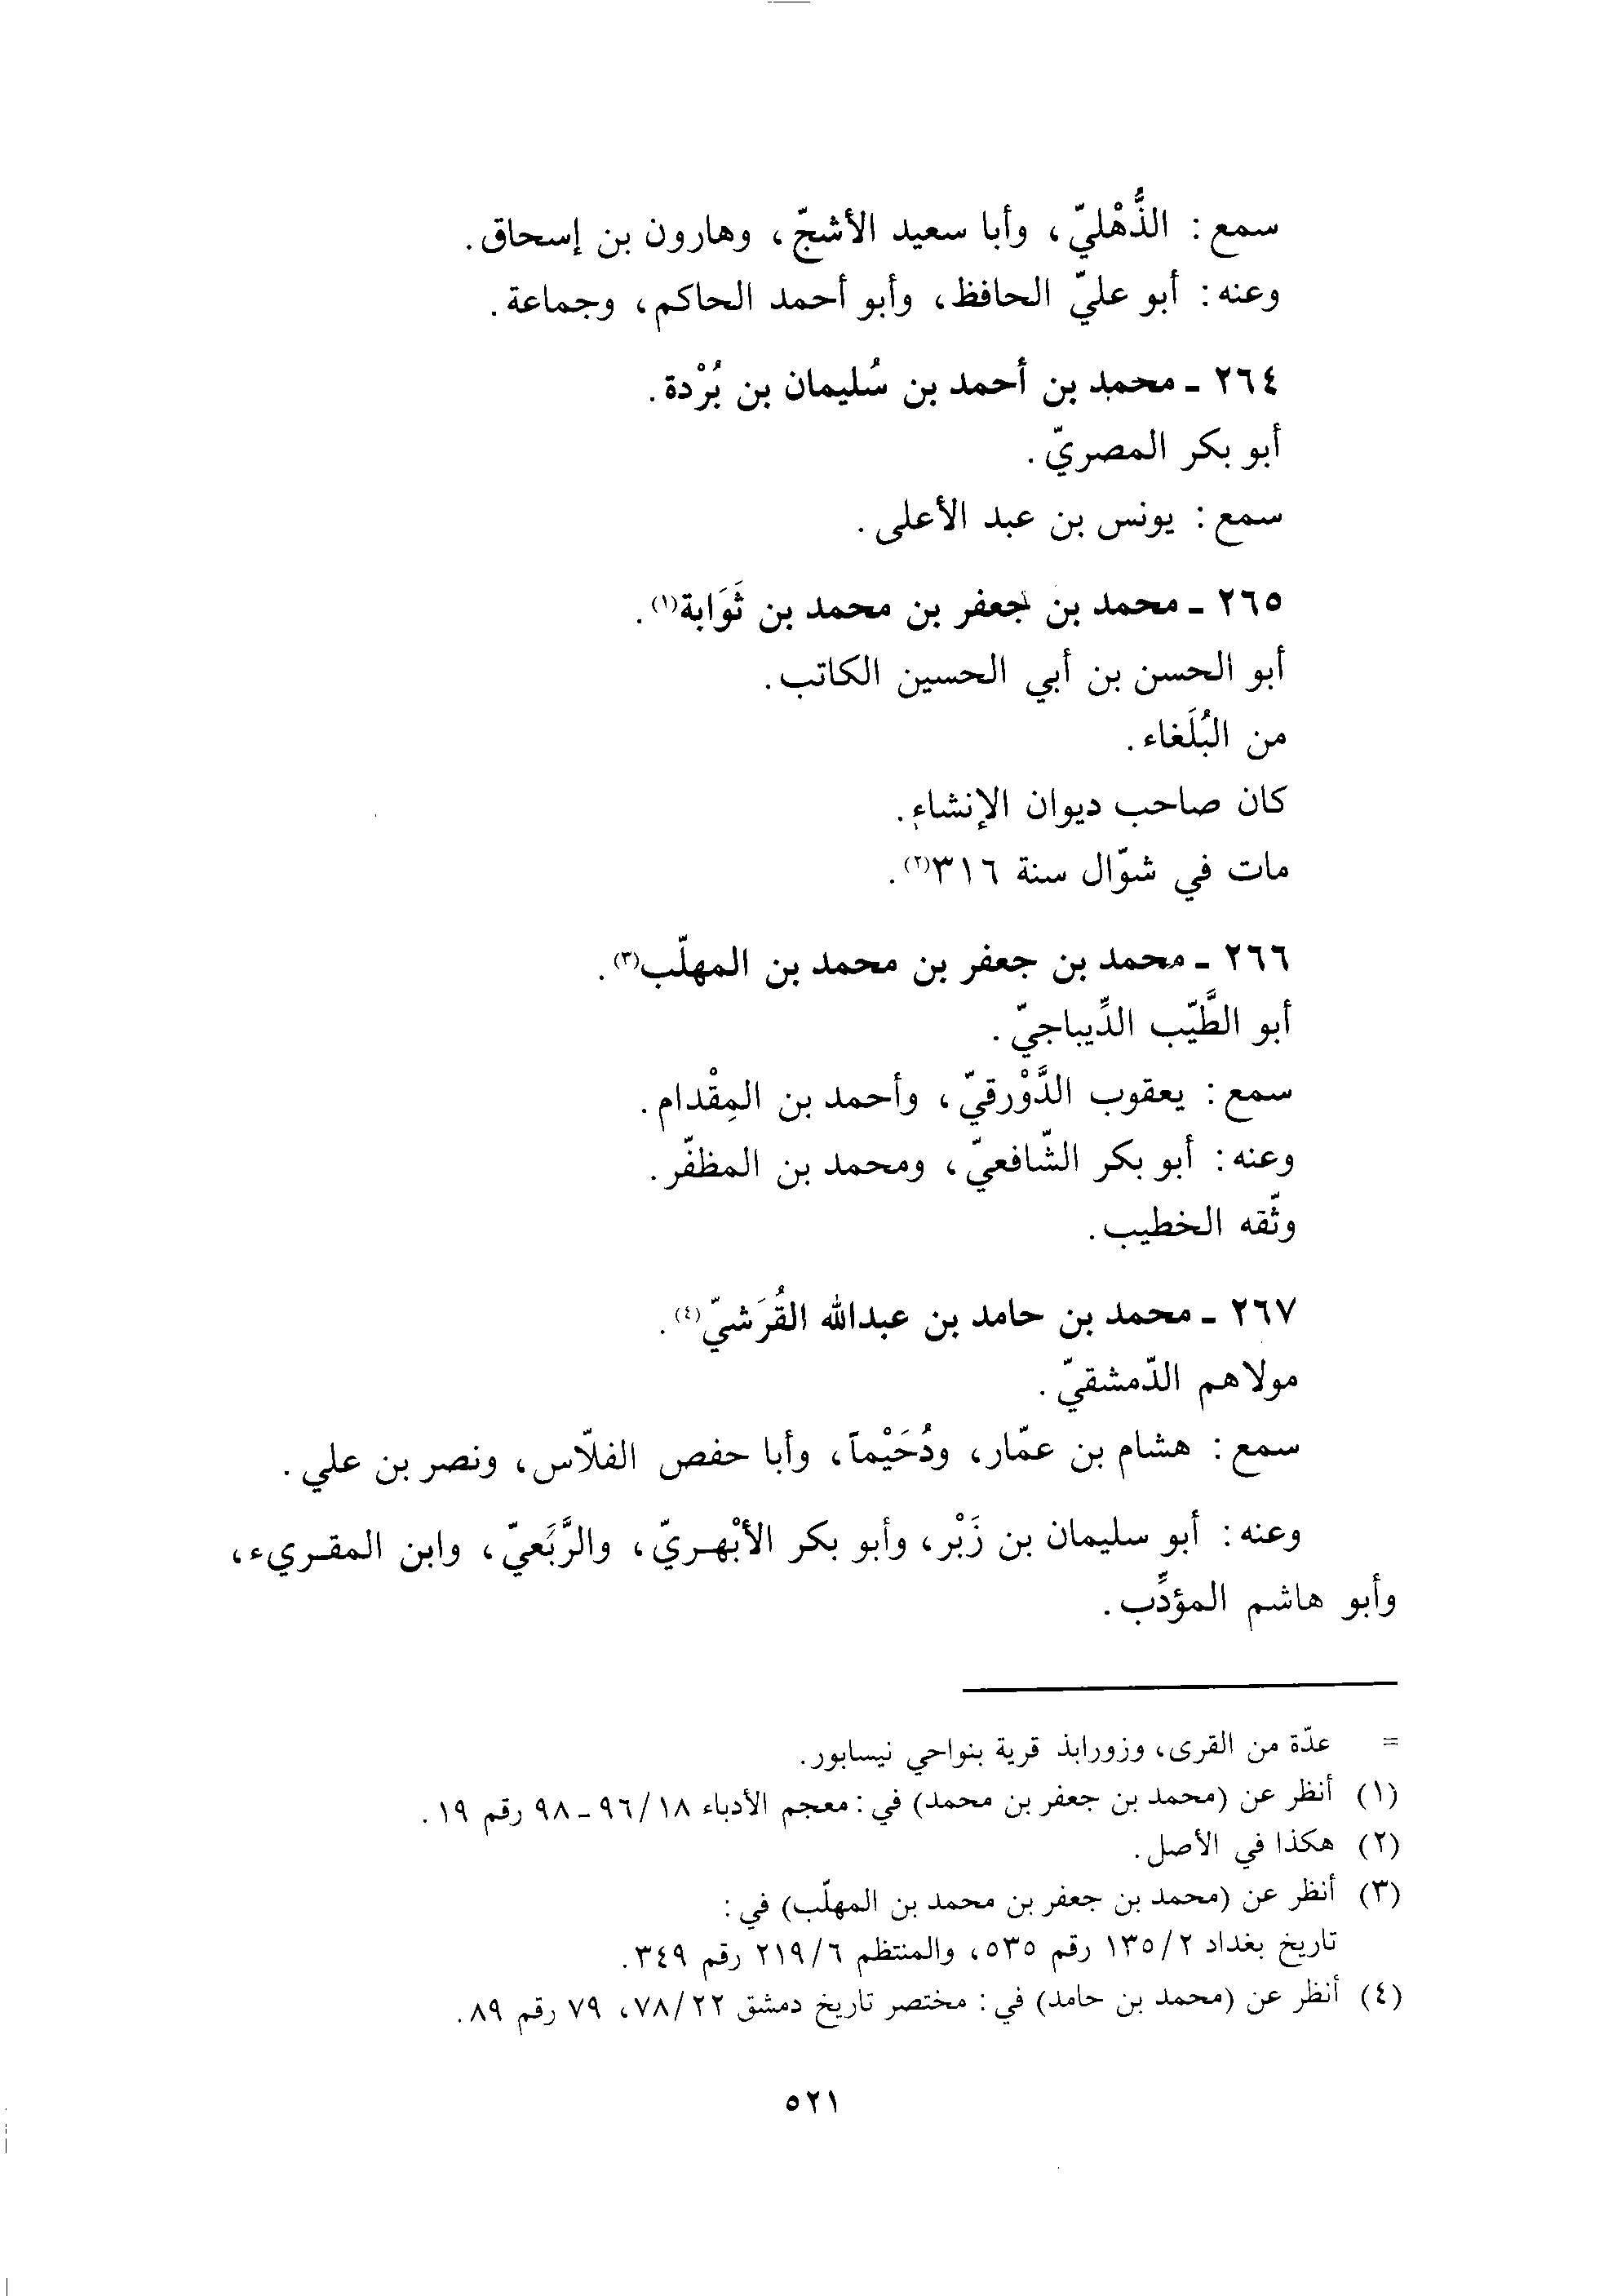 سمع: الذُّهْليّ، وأبا سعيد الأشجّ، وهارون بن إسحاق.
وعنه: أبو عليّ الحافظ، وأبو أحمد الحاكم، وجماعة.
٢٦٤ ـ محمد بن أحمد بن سُليمان بن بُرْدة.
أبو بكر المصريّ.
سمع: يونس بن عبد الأعلى.
٢٦٥ ـ محمد بن جعفر بن محمد بن ثَوَابة(١).
أبو الحسن بن أبي الحسين الكاتب.
من البُلَغاء.
كان صاحب ديوان الإنشاء.
مات في شوّال سنة ٣١٦(٢).
٢٦٦ ـ محمد بن جعفر بن محمد بن المهلّب(٣).
أبو الطَّيّب الدِّيباجيّ.
سمع: يعقوب الدَّوْرقيّ، وأحمد بن المِقْدام.
وعنه: أبو بكر الشّافعيّ، ومحمد بن المظفّر.
وثّقه الخطيب.
٢٦٧ ـ محمد بن حامد بن عبدالله القُرَشيّ(٤).
مولاهم الدّمشقيّ.
سمع: هشام بن عمّار، ودُحَيْماً، وأبا حفص الفلّاس، ونصر بن علي.
وعنه: أبو سليمان بن زَبْر، وأبو بكر الأبْهـريّ، والرَّبَعيّ، وابن المقـريء،
وأبو هاشم المؤدِّب.
= عدّة من القرى، وزورابذ قرية بنواحي نيسابور.
(١) أنظر عن (محمد بن جعفر بن محمد) في: معجم الأدباء ١٨/ ٩٦ ـ ٩٨ رقم ١٩.
(٢) هكذا في الأصل.
(٣) أنظر عن (محمد بن جعفر بن محمد بن المهلّب) في:
تاريخ بغداد ٢/ ١٣٥ رقم ٥٣٥، والمنتظم ٦/ ٢١٩ رقم ٣٤٩.
(٤) أنظر عن (محمد بن حامد) في: مختصر تاريخ دمشق ٢٢/ ٧٨، ٧٩ رقم ٨٩.
٥٢١